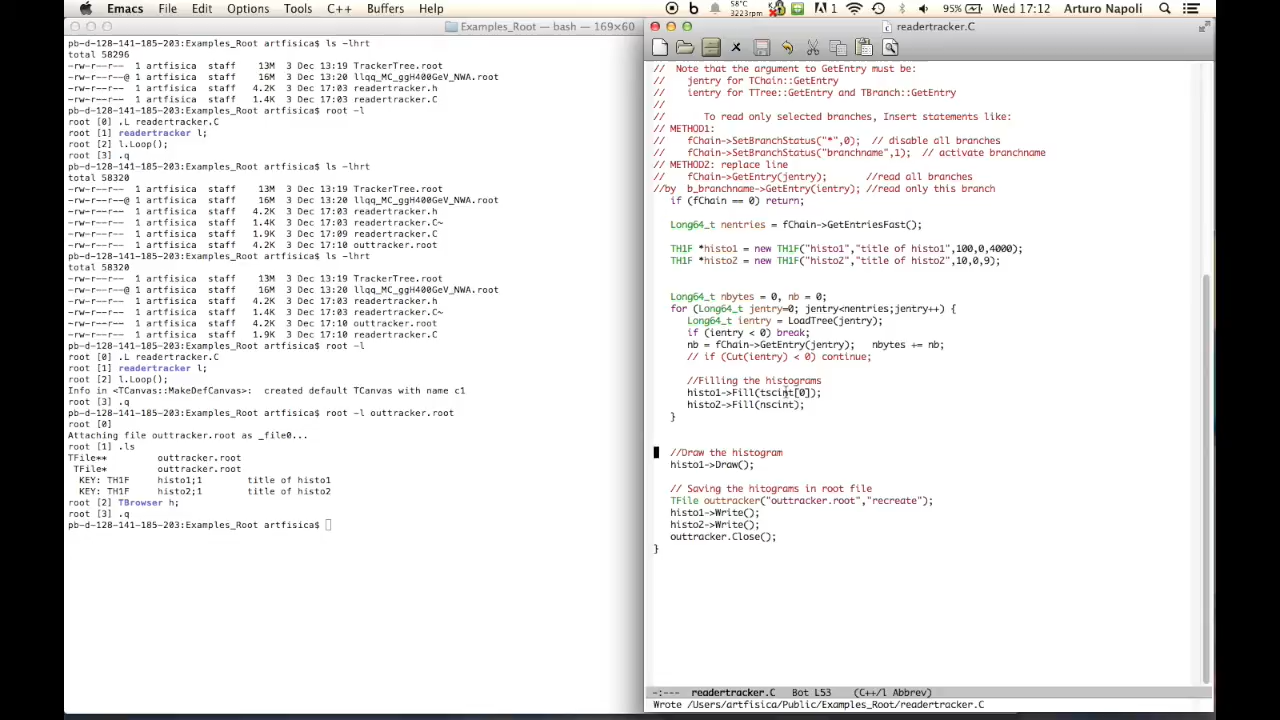 Emacs File Edit Options Tools C++ Buffers Help 58°C 3223rpm 1 95% Wed 17:12 Arturo Napoli
Examples_Root — bash — 169×60
pb-d-128-141-185-203:Examples_Root artfisica$ ls -lhrt
total 58296
-rw-r--r-- 1 artfisica staff 13M 3 Dec 13:19 TrackerTree.root
-rw-r--r--@ 1 artfisica staff 16M 3 Dec 13:20 llqq_MC_ggH400GeV_NWA.root
-rw-r--r-- 1 artfisica staff 4.2K 3 Dec 17:03 readertracker.h
-rw-r--r-- 1 artfisica staff 1.4K 3 Dec 17:03 readertracker.C
pb-d-128-141-185-203:Examples_Root artfisica$ root -l
root [0] .L readertracker.C
root [1] readertracker l;
root [2] l.Loop();
root [3] .q
pb-d-128-141-185-203:Examples_Root artfisica$ ls -lhrt
total 58320
-rw-r--r-- 1 artfisica staff 13M 3 Dec 13:19 TrackerTree.root
-rw-r--r--@ 1 artfisica staff 16M 3 Dec 13:20 llqq_MC_ggH400GeV_NWA.root
-rw-r--r-- 1 artfisica staff 4.2K 3 Dec 17:03 readertracker.h
-rw-r--r-- 1 artfisica staff 1.4K 3 Dec 17:03 readertracker.C~
-rw-r--r-- 1 artfisica staff 1.9K 3 Dec 17:09 readertracker.C
-rw-r--r-- 1 artfisica staff 4.2K 3 Dec 17:10 outtracker.root
pb-d-128-141-185-203:Examples_Root artfisica$ ls -lhrt
total 58320
-rw-r--r-- 1 artfisica staff 13M 3 Dec 13:19 TrackerTree.root
-rw-r--r--@ 1 artfisica staff 16M 3 Dec 13:20 llqq_MC_ggH400GeV_NWA.root
-rw-r--r-- 1 artfisica staff 4.2K 3 Dec 17:03 readertracker.h
-rw-r--r-- 1 artfisica staff 1.4K 3 Dec 17:03 readertracker.C~
-rw-r--r-- 1 artfisica staff 4.2K 3 Dec 17:10 outtracker.root
-rw-r--r-- 1 artfisica staff 1.9K 3 Dec 17:10 readertracker.C
pb-d-128-141-185-203:Examples_Root artfisica$ root -l
root [0] .L readertracker.C
root [1] readertracker l;
root [2] l.Loop();
Info in <TCanvas::MakeDefCanvas>: created default TCanvas with name c1
root [3] .q
pb-d-128-141-185-203:Examples_Root artfisica$ root -l outtracker.root
root [0]
Attaching file outtracker.root as _file0...
root [1] .ls
TFile** outtracker.root
TFile* outtracker.root
KEY: TH1F histo1;1 title of histo1
KEY: TH1F histo2;1 title of histo2
root [2] TBrowser h;
root [3] .q
pb-d-128-141-185-203:Examples_Root artfisica$
readertracker.C
// Note that the argument to GetEntry must be:
// jentry for TChain::GetEntry
// ientry for TTree::GetEntry and TBranch::GetEntry
//
// To read only selected branches, Insert statements like:
// METHOD1:
// fChain->SetBranchStatus("*",0); // disable all branches
// fChain->SetBranchStatus("branchname",1); // activate branchname
// METHOD2: replace line
// fChain->GetEntry(jentry); //read all branches
//by b_branchname->GetEntry(ientry); //read only this branch
if (fChain == 0) return;
Long64_t nentries = fChain->GetEntriesFast();
TH1F *histo1 = new TH1F("histo1","title of histo1",100,0,4000);
TH1F *histo2 = new TH1F("histo2","title of histo2",10,0,9);
Long64_t nbytes = 0, nb = 0;
for (Long64_t jentry=0; jentry<nentries;jentry++) {
Long64_t ientry = LoadTree(jentry);
if (ientry < 0) break;
nb = fChain->GetEntry(jentry); nbytes += nb;
// if (Cut(ientry) < 0) continue;
//Filling the histograms
histo1->Fill(tscint[0]);
histo2->Fill(nscint);
}
//Draw the histogram
histo1->Draw();
// Saving the hitograms in root file
TFile outtracker("outtracker.root","recreate");
histo1->Write();
histo2->Write();
outtracker.Close();
}
-:--- readertracker.C Bot L53 (C++/l Abbrev)
Wrote /Users/artfisica/Public/Examples_Root/readertracker.C